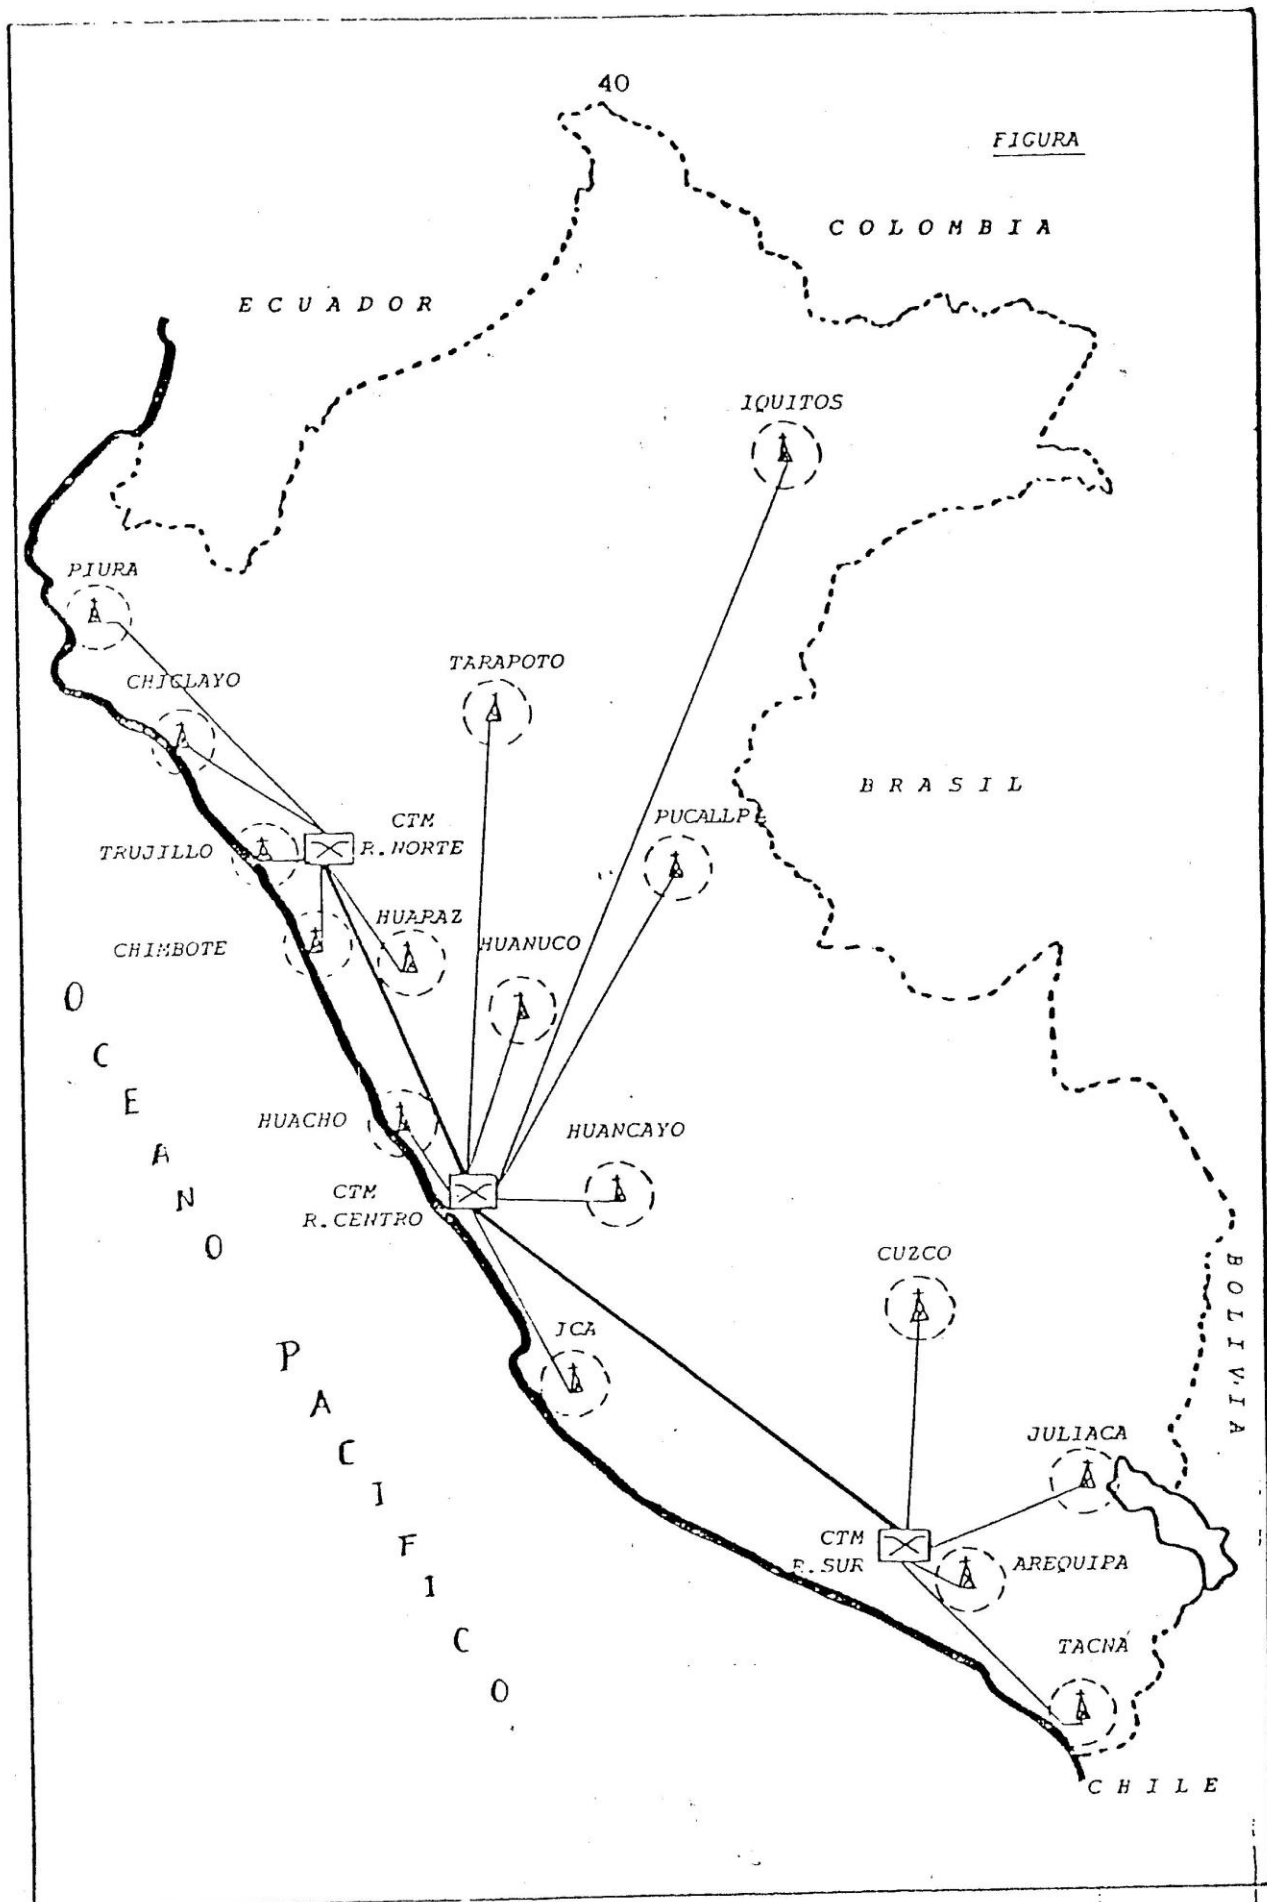 40
FIGURA
COLOMBIA
ECUADOR
IQUITOS
PIURA
TARAPOTO
CHICLAYO
BRASIL
PUCALLPA
CTM
R.NORTE
TRUJILLO
HUARAZ
CHIMBOTE
HUANUCO
OCEANO
HUACHO
HUANCAYO
CTM
R.CENTRO
CUZCO
BOLIVIA
ICA
PACIFICO
JULIACA
CTM
R.SUR
AREQUIPA
TACNA
CHILE